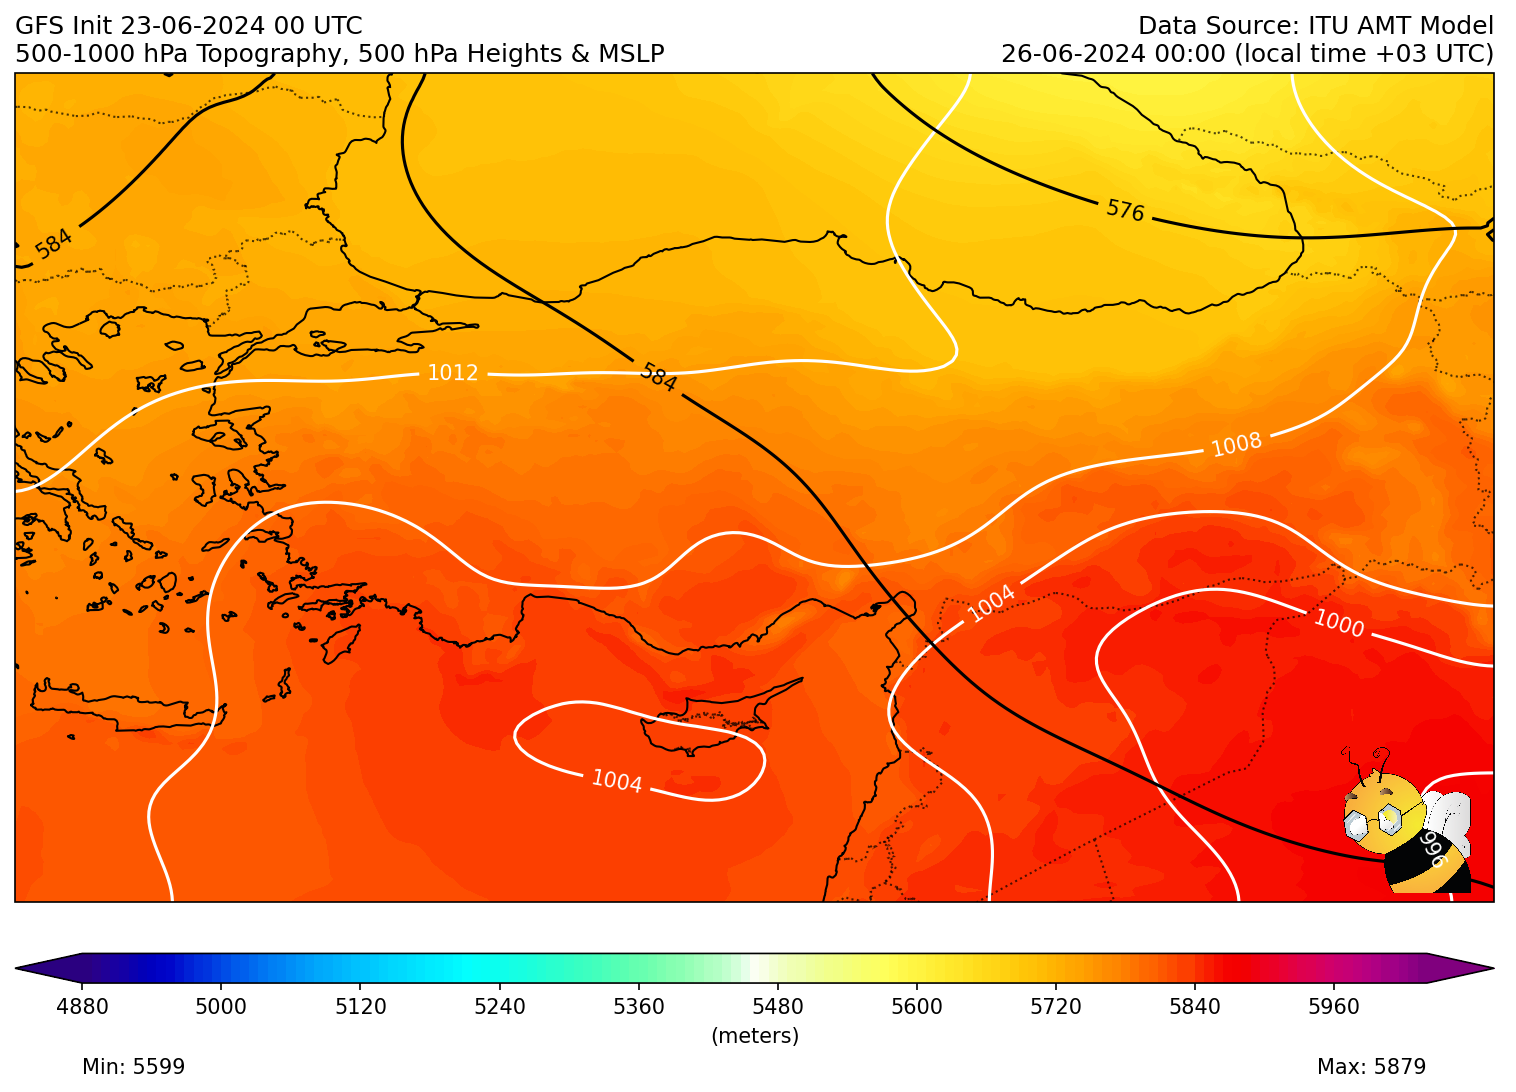 GFS Init 23-06-2024 00 UTC
Data Source: ITU AMT Model
500-1000 hPa Topography, 500 hPa Heights & MSLP
26-06-2024 00:00 (local time +03 UTC)
576
584
584
1012
1008
1004
1000
1004
996
4880 5000 5120 5240 5360 5480 5600 5720 5840 5960
(meters)
Min: 5599
Max: 5879